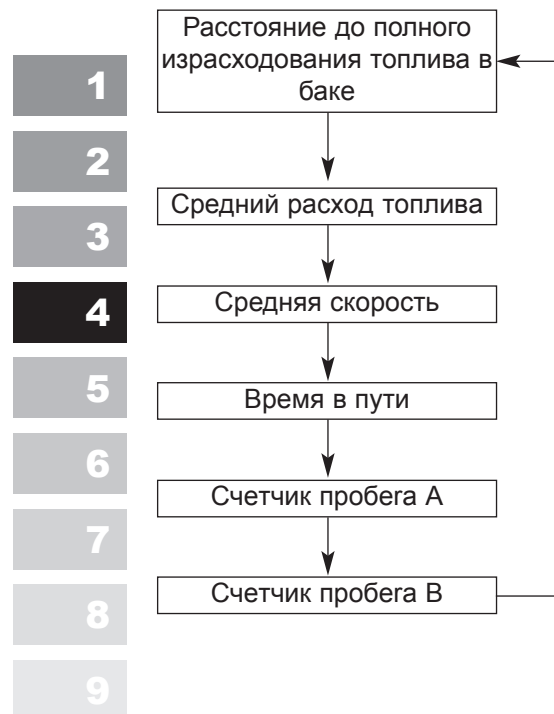 Расстояние до полного
израсходования топлива в
баке
1
2
Средний расход топлива
3
Средняя скорость
4
Время в пути
5
6
Счетчик пробега A
7
Счетчик пробега B
8
9